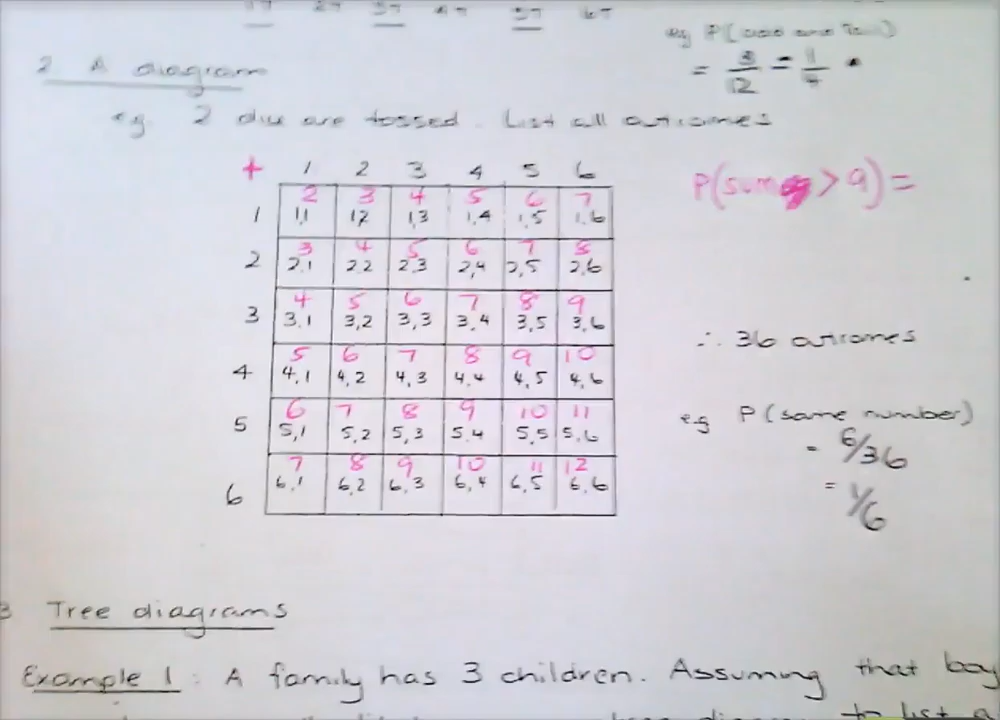 eg P(odd and Tail)
= 3/12 = 1/4
2. A diagram
eg. 2 dice are tossed. List all outcomes
+ 1 2 3 4 5 6
P(sum > 9) =
2 3 4 5 6 7
1 1,1 1,2 1,3 1,4 1,5 1,6
3 4 5 6 7 8
2 2,1 2,2 2,3 2,4 2,5 2,6
4 5 6 7 8 9
3 3,1 3,2 3,3 3,4 3,5 3,6
∴ 36 outcomes
5 6 7 8 9 10
4 4,1 4,2 4,3 4,4 4,5 4,6
6 7 8 9 10 11
5 5,1 5,2 5,3 5,4 5,5 5,6
eg P(same number)
= 6/36
= 1/6
7 8 9 10 11 12
6 6,1 6,2 6,3 6,4 6,5 6,6
3 Tree diagrams
Example 1: A family has 3 children. Assuming that boy
to list a